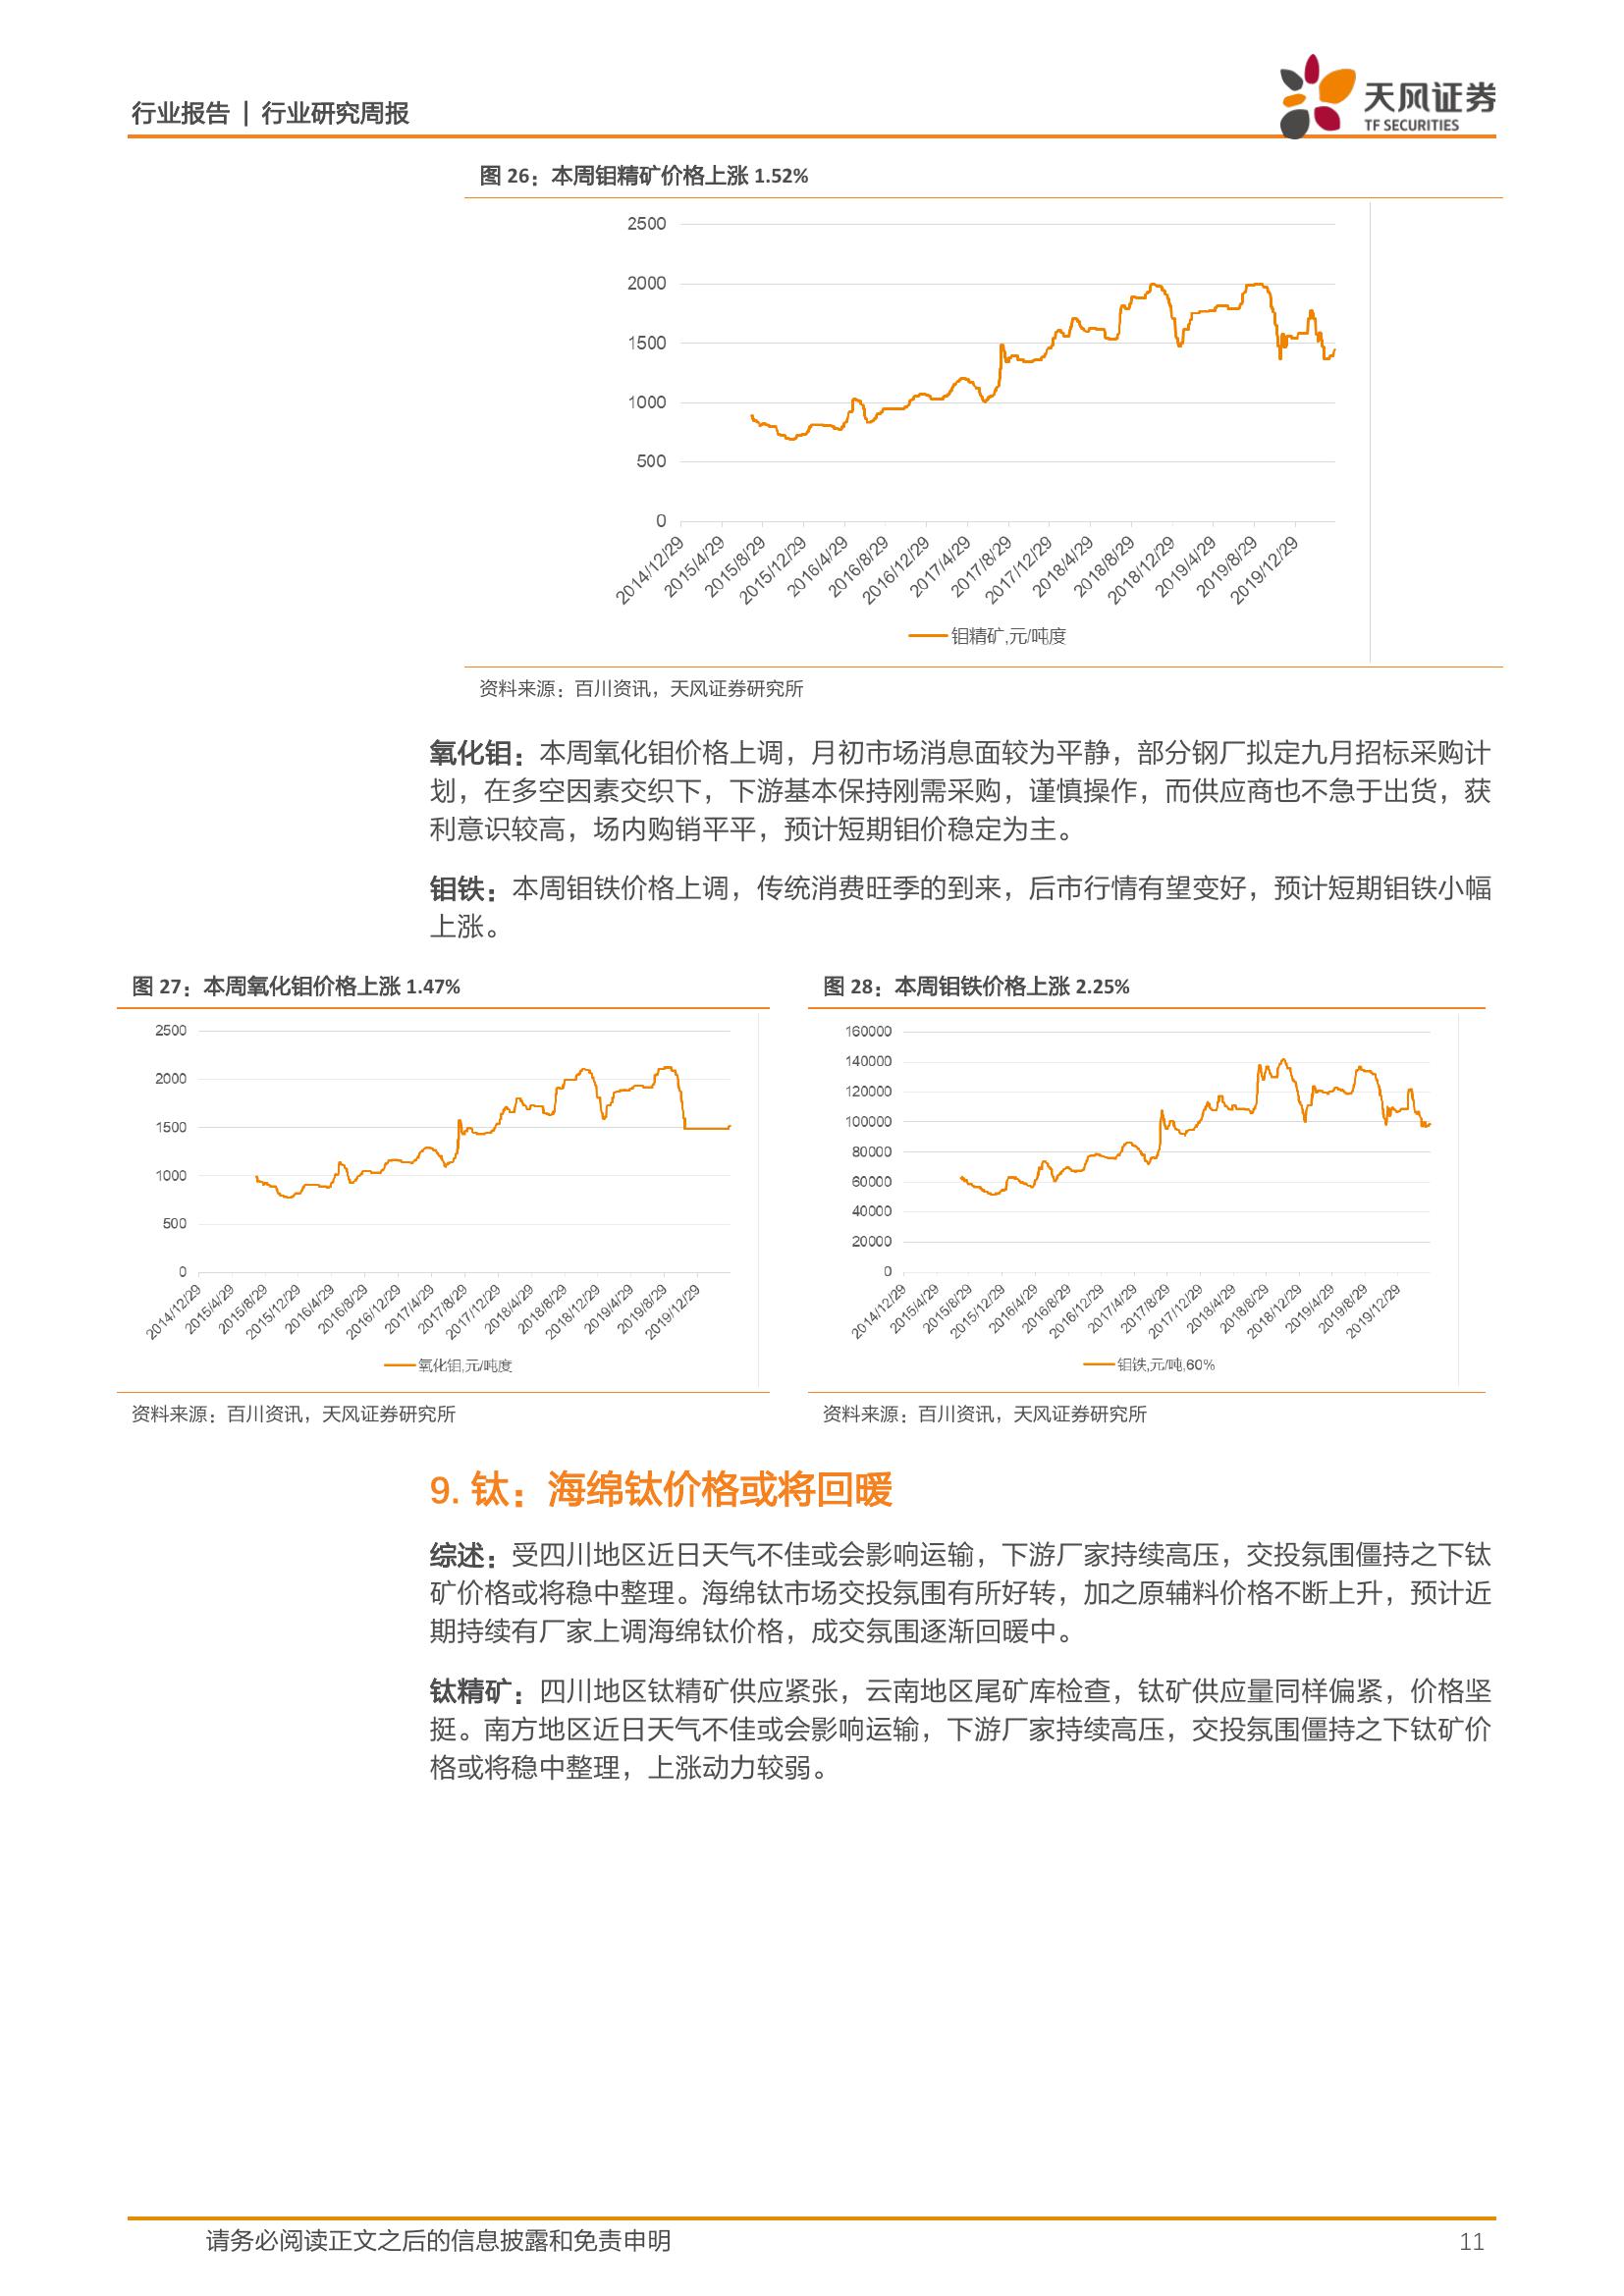 行业报告 | 行业研究周报
天风证券
TF SECURITIES
图 26：本周钼精矿价格上涨 1.52%
2500
2000
1500
1000
500
0
2014/12/29
2015/4/29
2015/8/29
2015/12/29
2016/4/29
2016/8/29
2016/12/29
2017/4/29
2017/8/29
2017/12/29
2018/4/29
2018/8/29
2018/12/29
2019/4/29
2019/8/29
2019/12/29
钼精矿,元/吨度
资料来源：百川资讯，天风证券研究所
氧化钼：本周氧化钼价格上调，月初市场消息面较为平静，部分钢厂拟定九月招标采购计
划，在多空因素交织下，下游基本保持刚需采购，谨慎操作，而供应商也不急于出货，获
利意识较高，场内购销平平，预计短期钼价稳定为主。
钼铁：本周钼铁价格上调，传统消费旺季的到来，后市行情有望变好，预计短期钼铁小幅
上涨。
图 27：本周氧化钼价格上涨 1.47%
2500
2000
1500
1000
500
0
2014/12/29
2015/4/29
2015/8/29
2015/12/29
2016/4/29
2016/8/29
2016/12/29
2017/4/29
2017/8/29
2017/12/29
2018/4/29
2018/8/29
2018/12/29
2019/4/29
2019/8/29
2019/12/29
氧化钼,元/吨度
资料来源：百川资讯，天风证券研究所
图 28：本周钼铁价格上涨 2.25%
160000
140000
120000
100000
80000
60000
40000
20000
0
2014/12/29
2015/4/29
2015/8/29
2015/12/29
2016/4/29
2016/8/29
2016/12/29
2017/4/29
2017/8/29
2017/12/29
2018/4/29
2018/8/29
2018/12/29
2019/4/29
2019/8/29
2019/12/29
钼铁,元/吨,60%
资料来源：百川资讯，天风证券研究所
9. 钛：海绵钛价格或将回暖
综述：受四川地区近日天气不佳或会影响运输，下游厂家持续高压，交投氛围僵持之下钛
矿价格或将稳中整理。海绵钛市场交投氛围有所好转，加之原辅料价格不断上升，预计近
期持续有厂家上调海绵钛价格，成交氛围逐渐回暖中。
钛精矿：四川地区钛精矿供应紧张，云南地区尾矿库检查，钛矿供应量同样偏紧，价格坚
挺。南方地区近日天气不佳或会影响运输，下游厂家持续高压，交投氛围僵持之下钛矿价
格或将稳中整理，上涨动力较弱。
请务必阅读正文之后的信息披露和免责申明
11